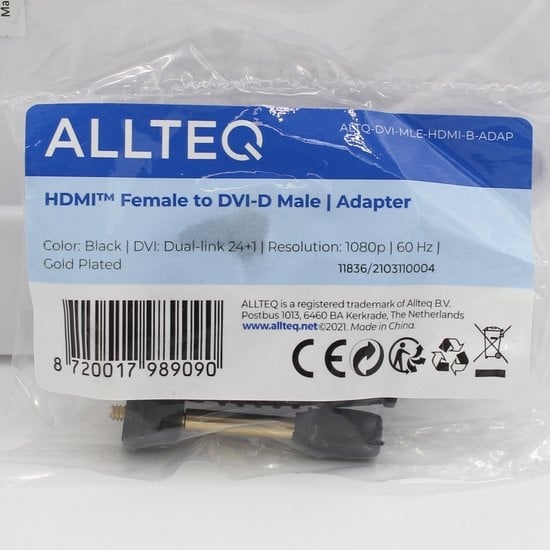 Ma
ALLTEQ
ALTQ-DVI-MLE-HDMI-B-ADAP
HDMI™ Female to DVI-D Male | Adapter
Color: Black | DVI: Dual-link 24+1 | Resolution: 1080p | 60 Hz |
Gold Plated
11836/2103110004
ALLTEQ is a registered trademark of Allteq B.V.
Postbus 1013, 6460 BA Kerkrade, The Netherlands
www.allteq.net©2021. Made in China.
CE
8 720017 989090